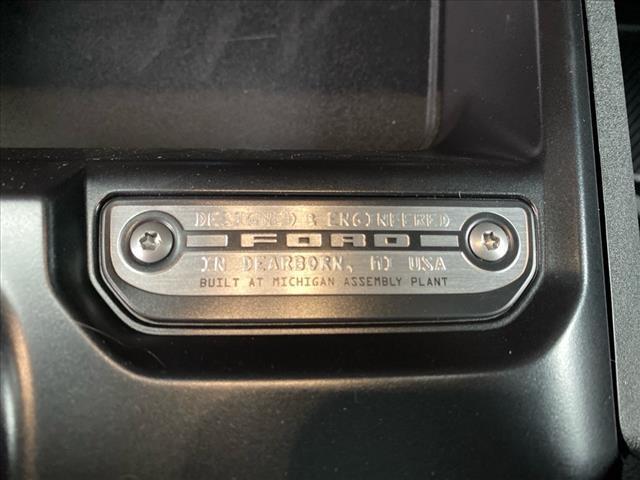 DESIGNED & ENGINEERED
FORD
IN DEARBORN, MI USA
BUILT AT MICHIGAN ASSEMBLY PLANT